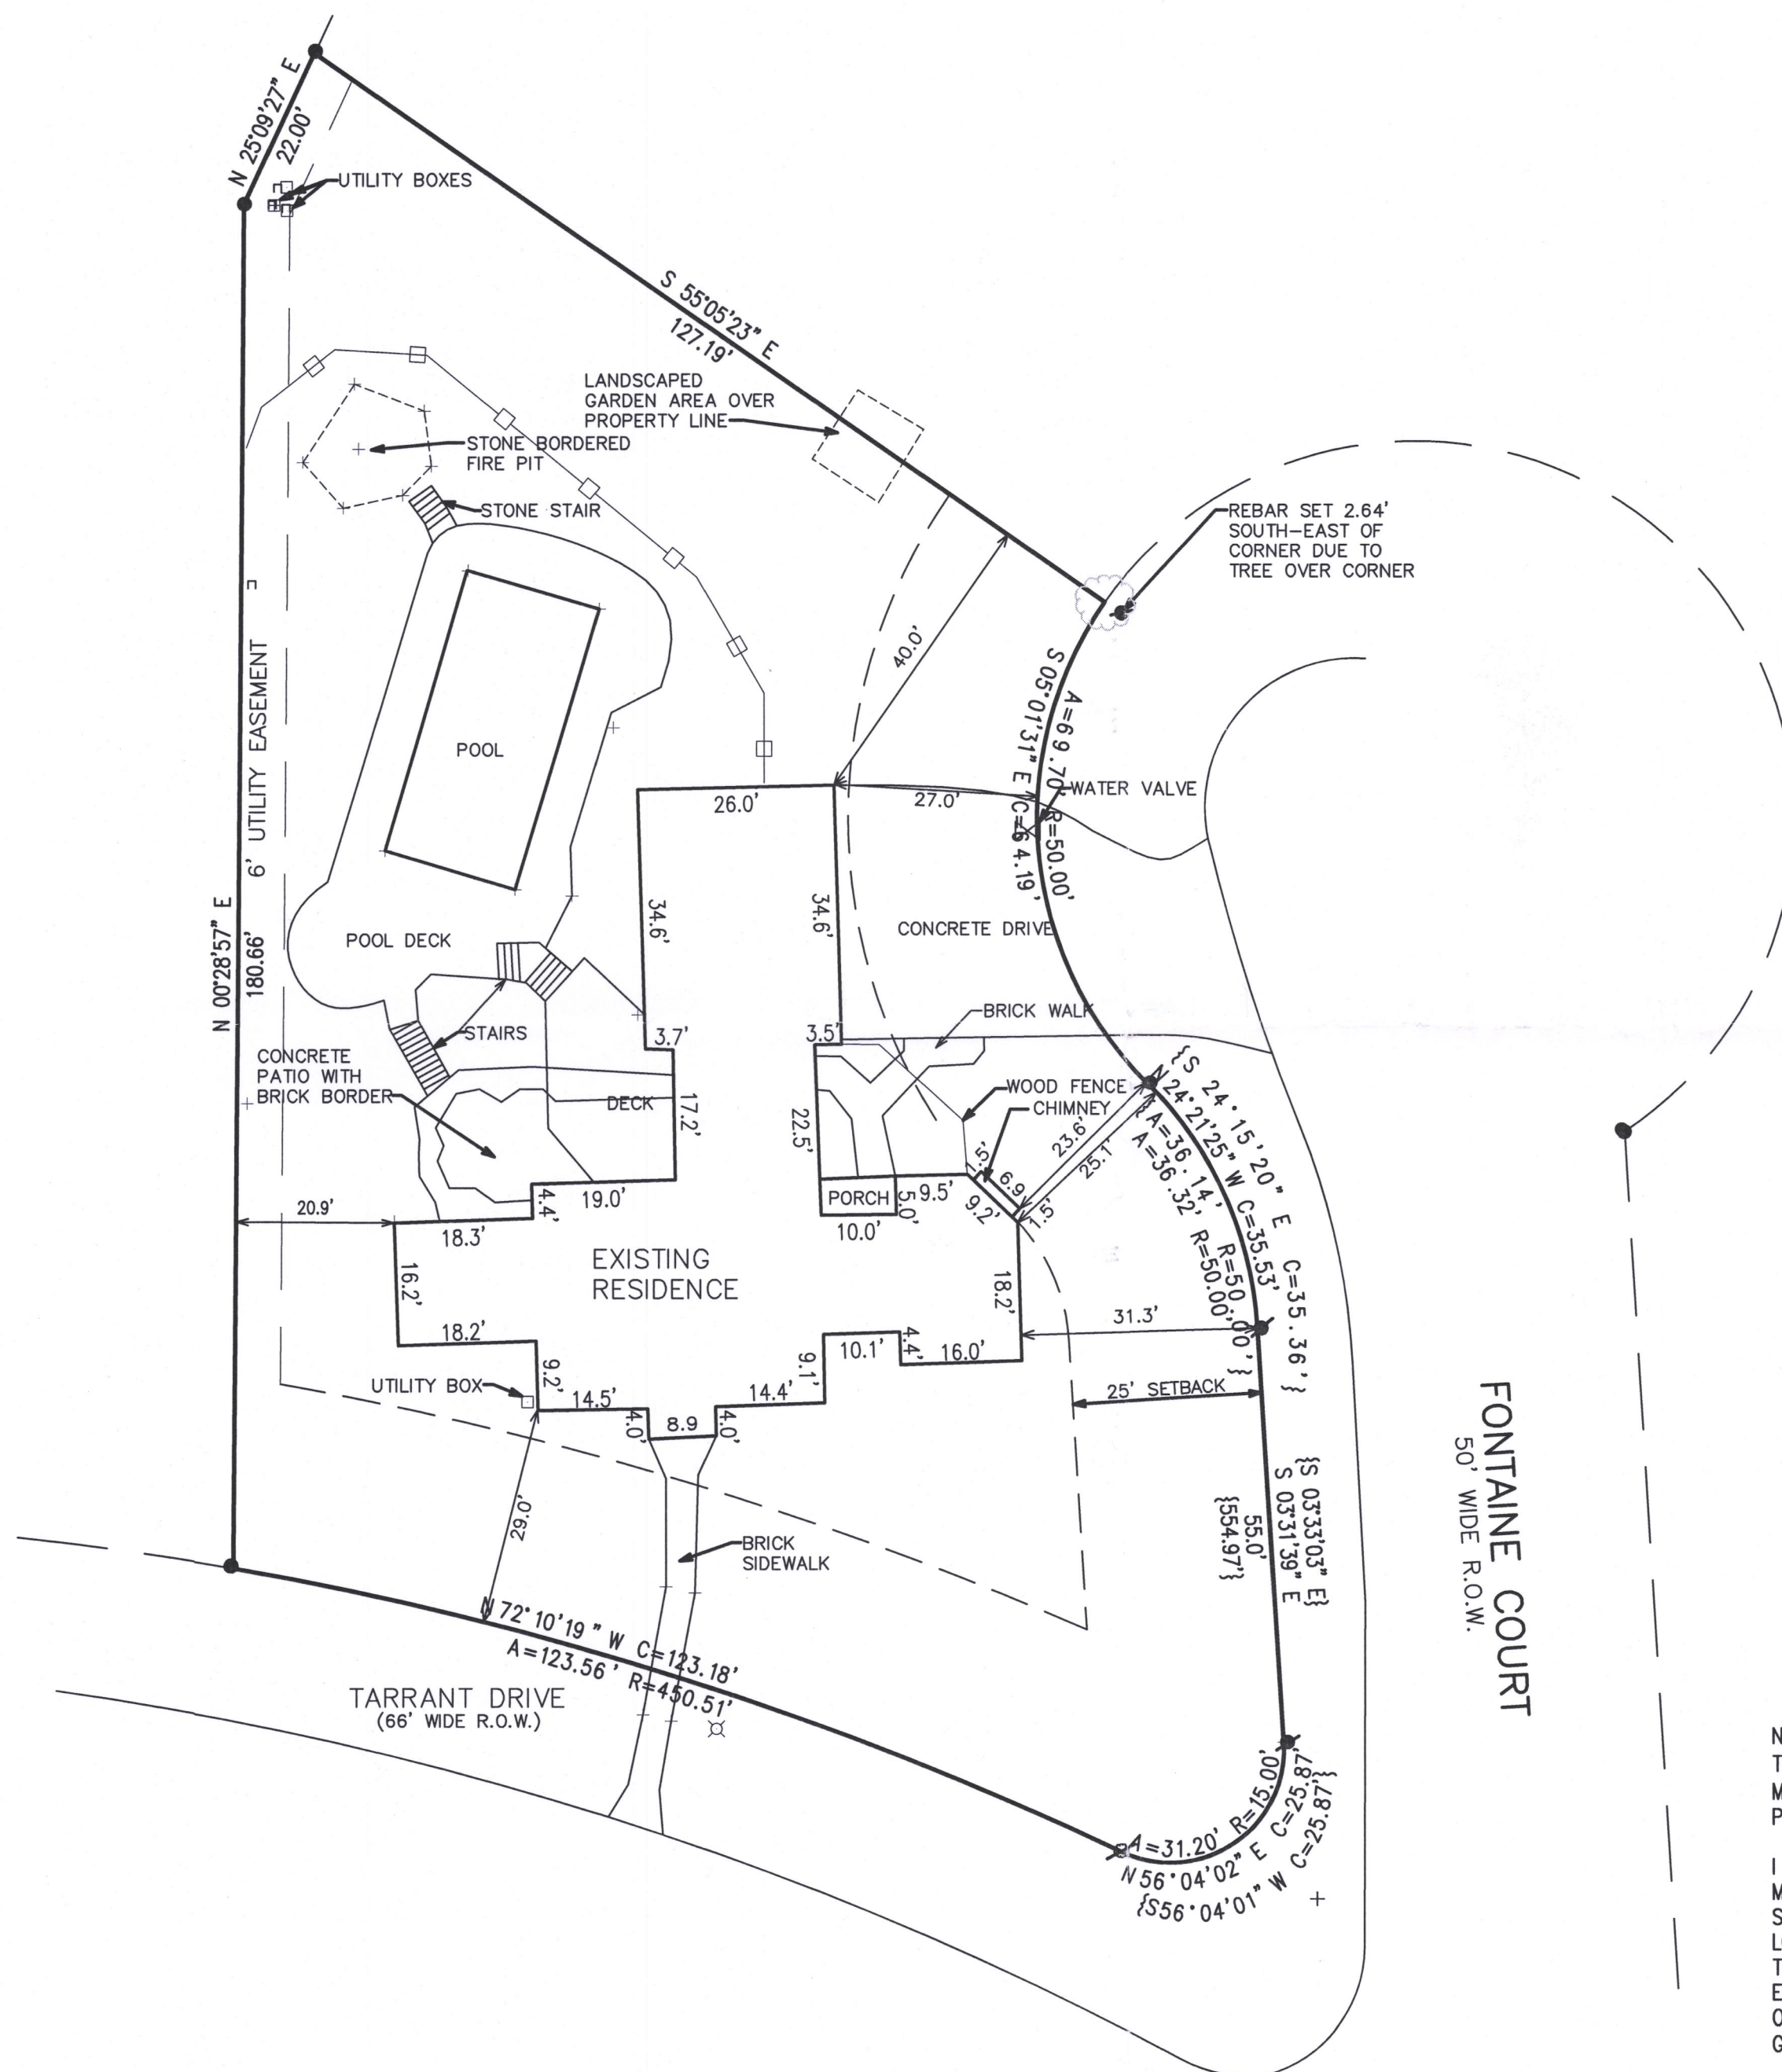 N 25°09'27" E
22.00'
UTILITY BOXES
S 55°05'23" E
127.19'
LANDSCAPED
GARDEN AREA OVER
PROPERTY LINE
STONE BORDERED
FIRE PIT
STONE STAIR
REBAR SET 2.64'
SOUTH-EAST OF
CORNER DUE TO
TREE OVER CORNER
40.0'
S 05°01'31" E C=64.19'
A=69.70' R=50.00'
6' UTILITY EASEMENT
POOL
WATER VALVE
26.0'
27.0'
34.6'
34.6'
N 00°28'57" E
180.66'
POOL DECK
CONCRETE DRIVE
BRICK WALK
STAIRS
3.7'
3.5'
CONCRETE
PATIO WITH
BRICK BORDER
DECK
17.2'
22.5'
WOOD FENCE
CHIMNEY
23.6'
25.1'
{S 24°15'20" E C=35.36'}
N 24°21'25" W C=35.53'
{A=36.14' R=50.00'}
A=36.32' R=50.00'
1.5'
6.9
9.2'
1.5'
PORCH
5.0'
9.5'
10.0'
20.9'
18.3'
4.4'
19.0'
EXISTING
RESIDENCE
16.2'
18.2'
18.2'
31.3'
10.1'
4.4'
16.0'
9.1'
9.2'
UTILITY BOX
14.5'
4.0'
8.9
4.0'
14.4'
25' SETBACK
FONTAINE COURT
50' WIDE R.O.W.
{S 03°33'03" E}
S 03°31'39" E
55.0'
{554.97'}
29.0'
BRICK
SIDEWALK
N 72°10'19" W C=123.18'
A=123.56' R=450.51'
TARRANT DRIVE
(66' WIDE R.O.W.)
A=31.20' R=15.00'
N56°04'02" E C=25.87'
{S56°04'01" W C=25.87'}
N
T
M
P
I
M
S
L
T
E
O
G